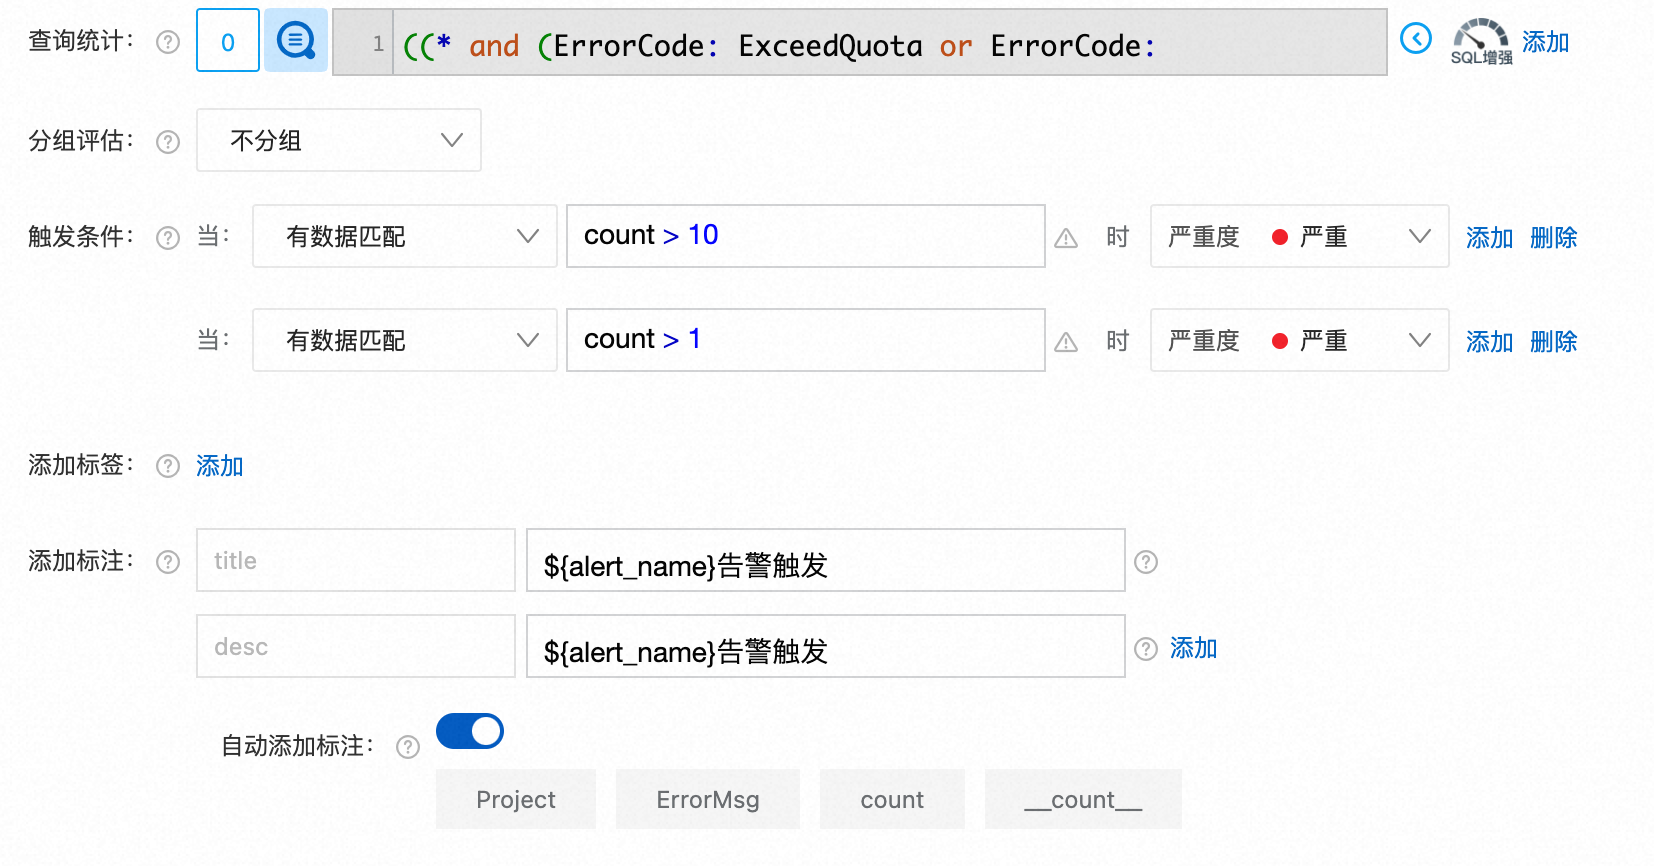 查询统计： 0 1 ((* and (ErrorCode: ExceedQuota or ErrorCode: SQL增强 添加
分组评估： 不分组
触发条件： 当： 有数据匹配 count > 10 时 严重度 严重 添加 删除
当： 有数据匹配 count > 1 时 严重度 严重 添加 删除
添加标签： 添加
添加标注： title ${alert_name}告警触发
desc ${alert_name}告警触发 添加
自动添加标注：
Project ErrorMsg count __count__